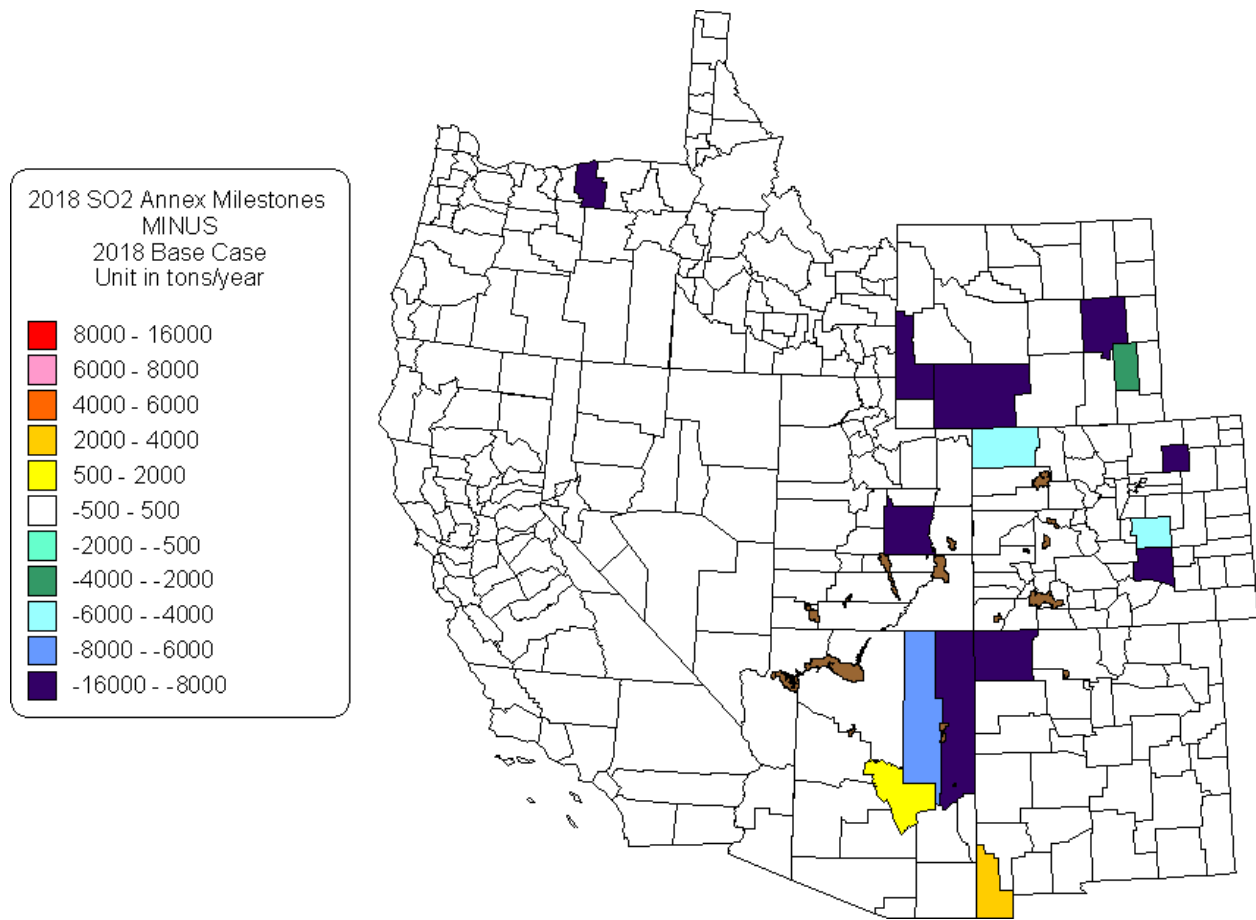 2018 SO2 Annex Milestones
MINUS
2018 Base Case
Unit in tons/year
8000 - 16000
6000 - 8000
4000 - 6000
2000 - 4000
500 - 2000
-500 - 500
-2000 - -500
-4000 - -2000
-6000 - -4000
-8000 - -6000
-16000 - -8000